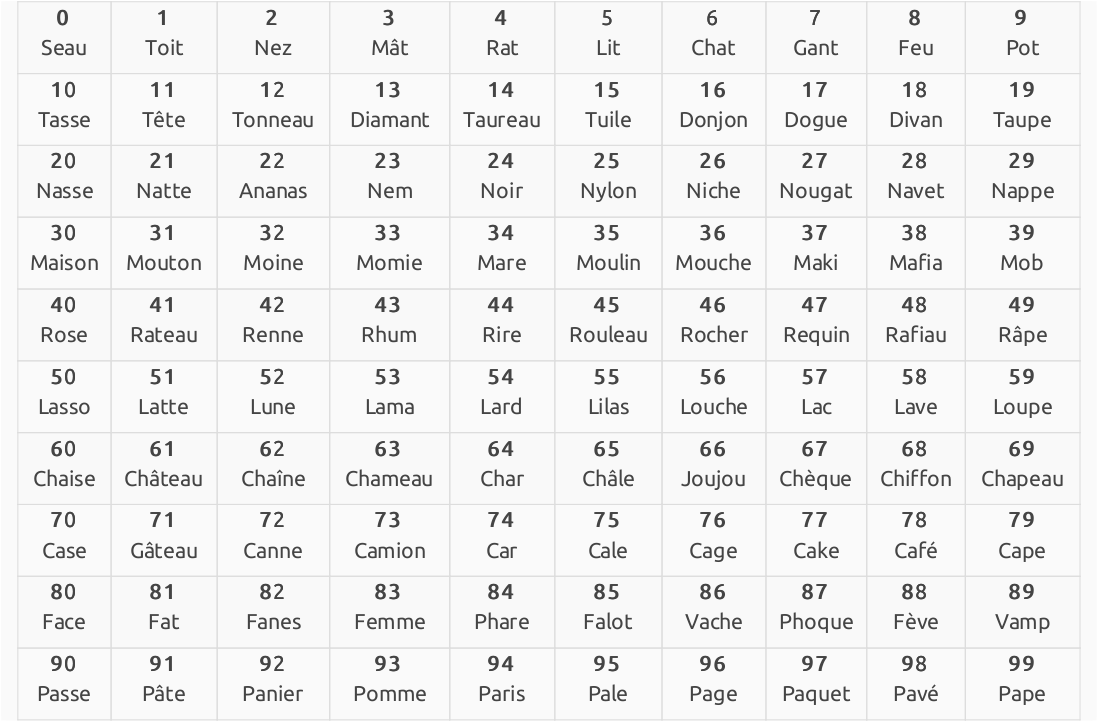 0 1 2 3 4 5 6 7 8 9
Seau Toit Nez Mât Rat Lit Chat Gant Feu Pot
10 11 12 13 14 15 16 17 18 19
Tasse Tête Tonneau Diamant Taureau Tuile Donjon Dogue Divan Taupe
20 21 22 23 24 25 26 27 28 29
Nasse Natte Ananas Nem Noir Nylon Niche Nougat Navet Nappe
30 31 32 33 34 35 36 37 38 39
Maison Mouton Moine Momie Mare Moulin Mouche Maki Mafia Mob
40 41 42 43 44 45 46 47 48 49
Rose Rateau Renne Rhum Rire Rouleau Rocher Requin Rafiau Râpe
50 51 52 53 54 55 56 57 58 59
Lasso Latte Lune Lama Lard Lilas Louche Lac Lave Loupe
60 61 62 63 64 65 66 67 68 69
Chaise Château Chaîne Chameau Char Châle Joujou Chèque Chiffon Chapeau
70 71 72 73 74 75 76 77 78 79
Case Gâteau Canne Camion Car Cale Cage Cake Café Cape
80 81 82 83 84 85 86 87 88 89
Face Fat Fanes Femme Phare Falot Vache Phoque Fève Vamp
90 91 92 93 94 95 96 97 98 99
Passe Pâte Panier Pomme Paris Pale Page Paquet Pavé Pape